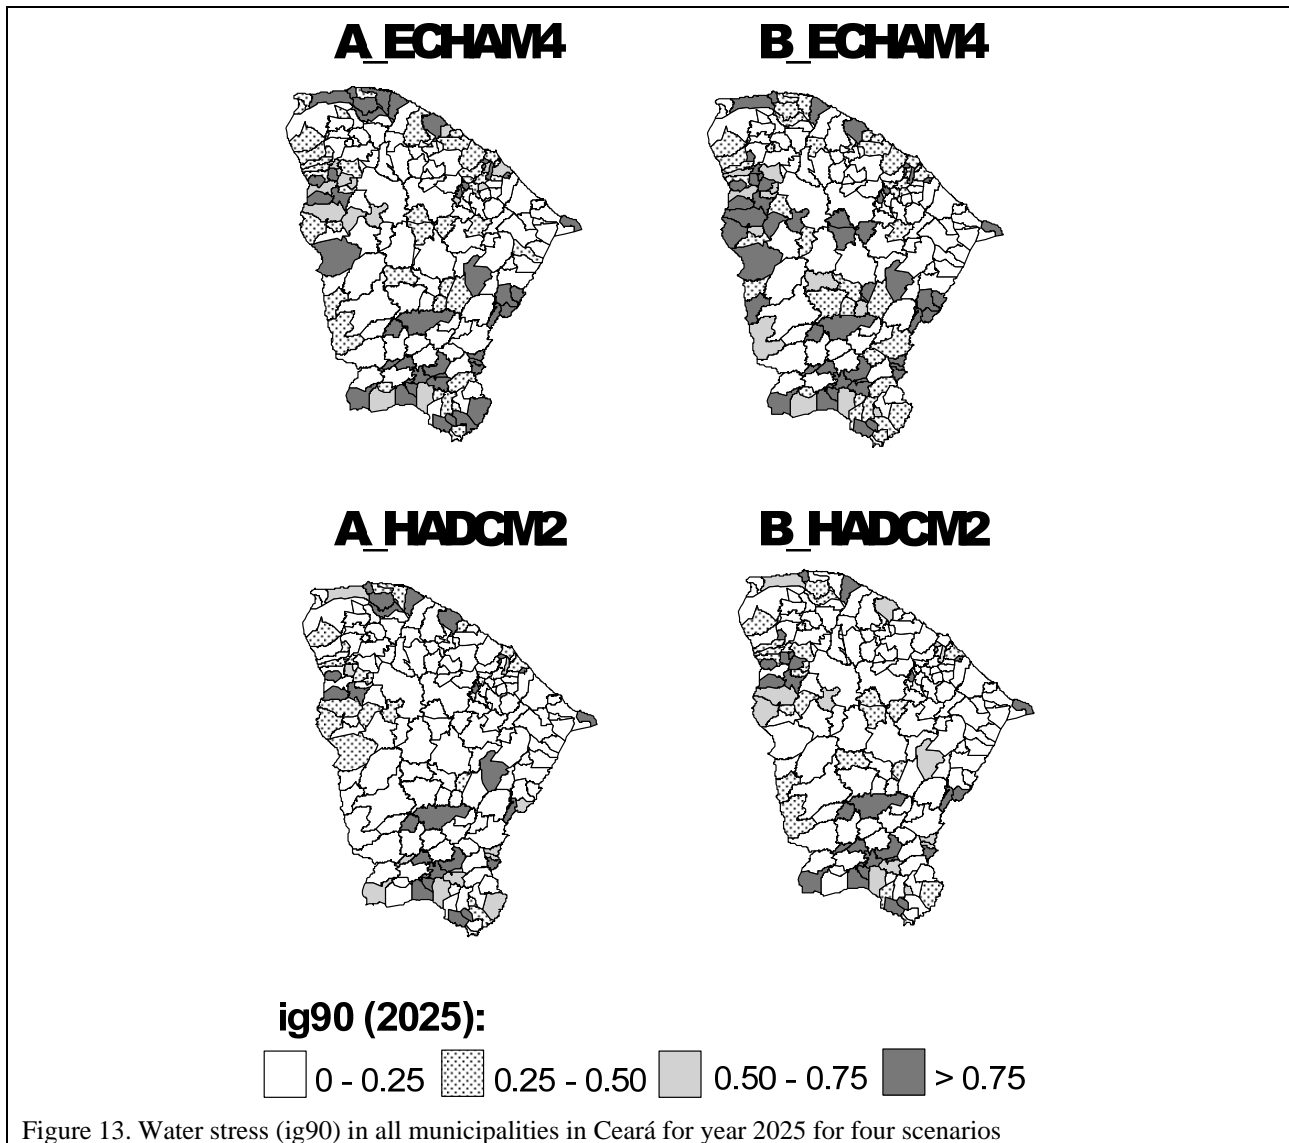 A_ECHAM4 B_ECHAM4
A_HADCM2 B_HADCM2
ig90 (2025):
0 - 0.25 0.25 - 0.50 0.50 - 0.75 > 0.75
Figure 13. Water stress (ig90) in all municipalities in Ceará for year 2025 for four scenarios